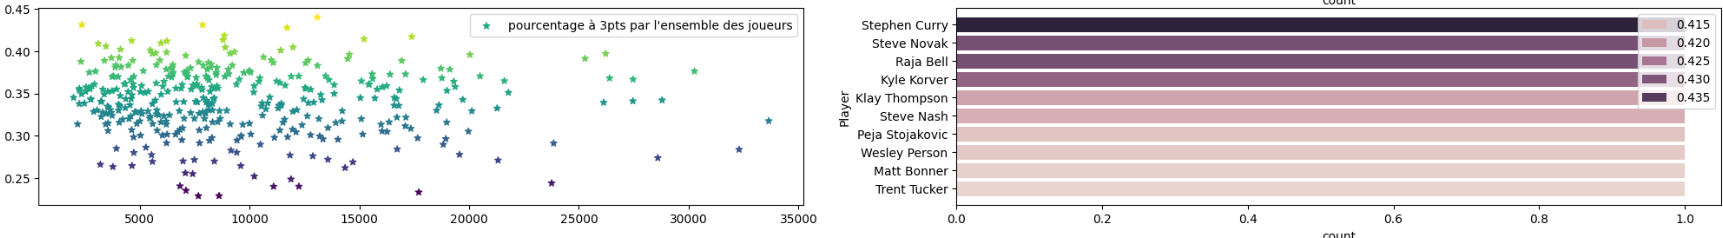 0.45
0.40
0.35
0.30
0.25
pourcentage à 3pts par l'ensemble des joueurs
5000 10000 15000 20000 25000 30000 35000
count
Player
Stephen Curry
Steve Novak
Raja Bell
Kyle Korver
Klay Thompson
Steve Nash
Peja Stojakovic
Wesley Person
Matt Bonner
Trent Tucker
0.415
0.420
0.425
0.430
0.435
0.0 0.2 0.4 0.6 0.8 1.0
count